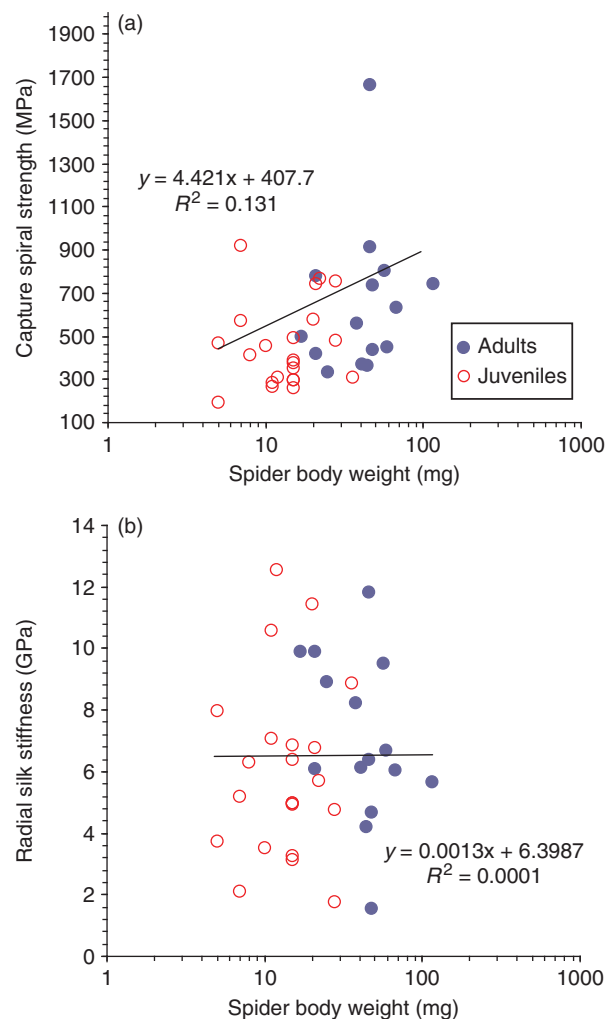 (a)
Capture spiral strength (MPa)
1900
1700
1500
1300
1100
900
700
500
300
100
y = 4.421x + 407.7
R² = 0.131
Adults
Juveniles
1 10 100 1000
Spider body weight (mg)
(b)
Radial silk stiffness (GPa)
14
12
10
8
6
4
2
0
y = 0.0013x + 6.3987
R² = 0.0001
1 10 100 1000
Spider body weight (mg)